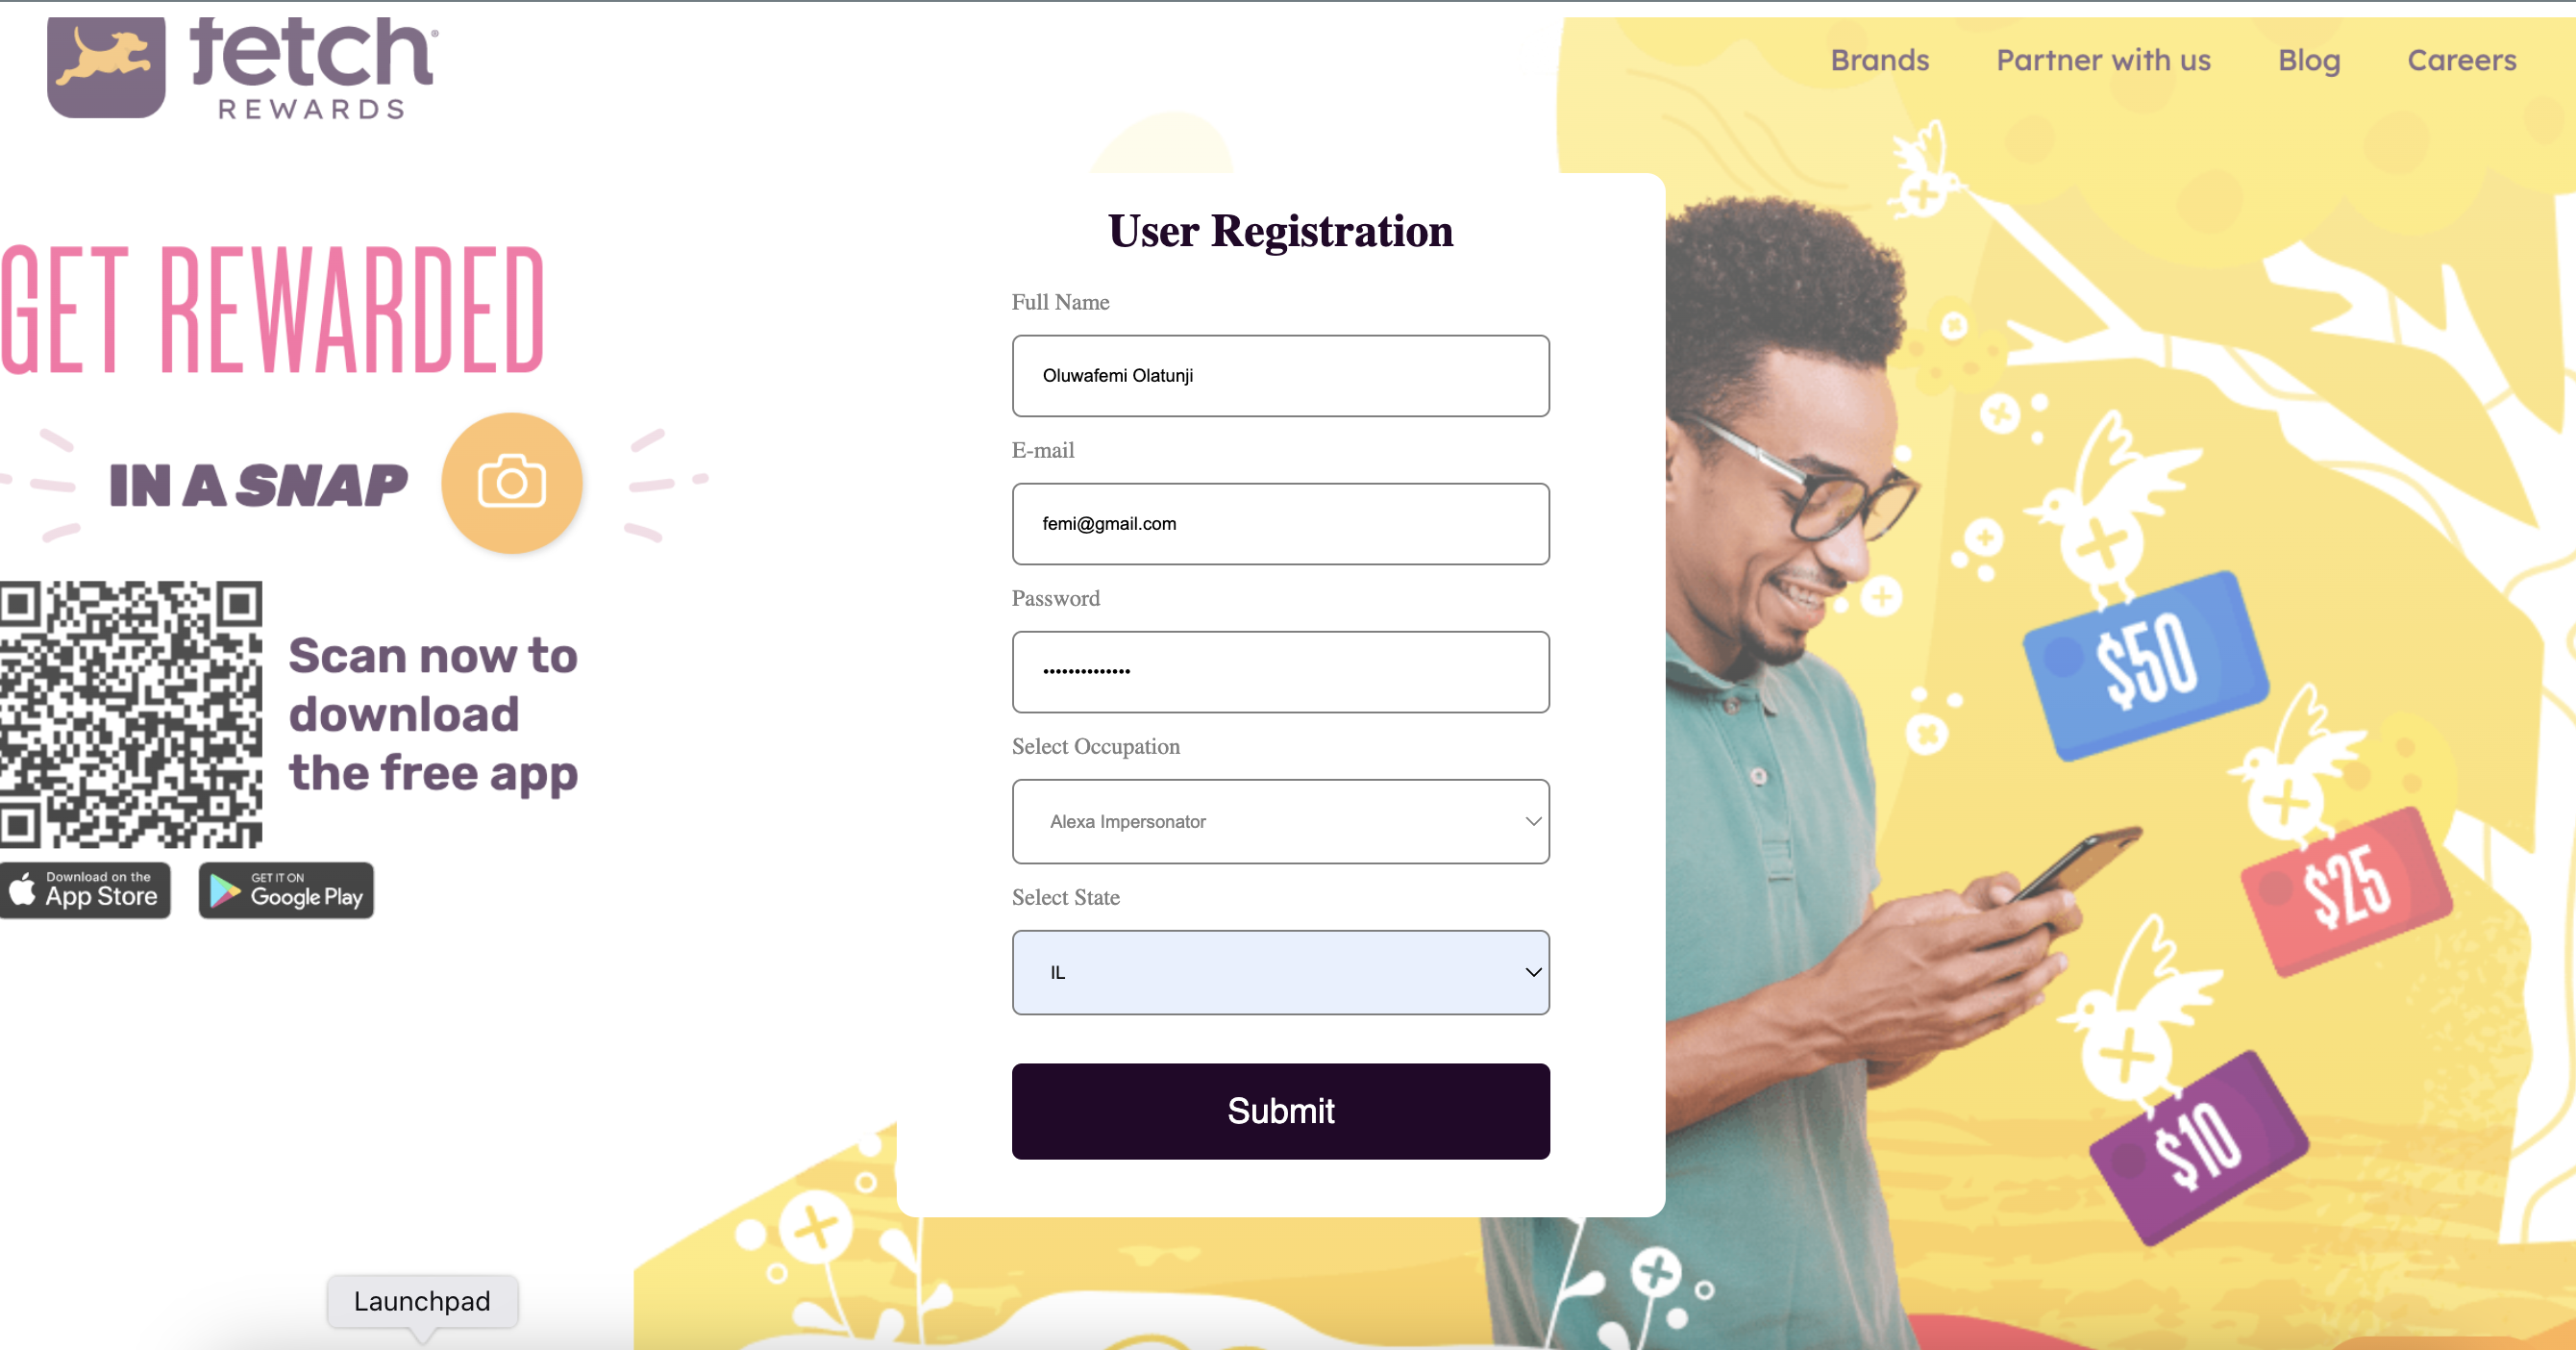 fetch®
REWARDS
Brands
Partner with us
Blog
Careers
GET REWARDED
IN A SNAP
Scan now to
download
the free app
Download on the
App Store
GET IT ON
Google Play
User Registration
Full Name
Oluwafemi Olatunji
E-mail
femi@gmail.com
Password
••••••••••••••
Select Occupation
Alexa Impersonator
Select State
IL
Submit
$50
$25
$10
Launchpad